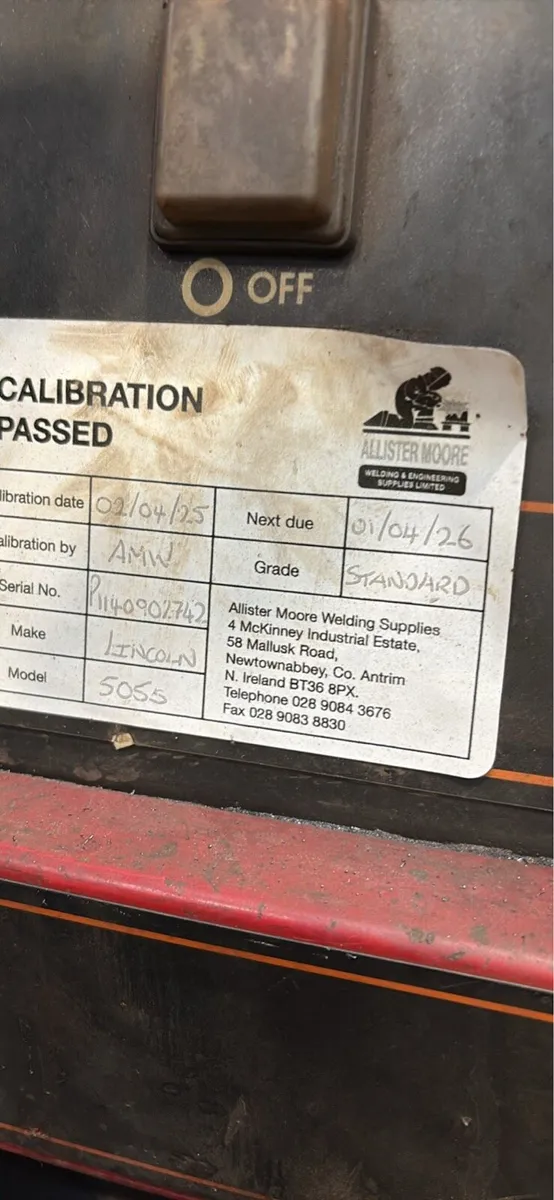 OFF
CALIBRATION
PASSED
ALLISTER MOORE
WELDING & ENGINEERING
SUPPLIES LIMITED
libration date 02/04/25 Next due 01/04/26
alibration by AMW Grade STANDARD
Serial No. P1140902742
Make LINCOLN
Model 5055
Allister Moore Welding Supplies
4 McKinney Industrial Estate,
58 Mallusk Road,
Newtownabbey, Co. Antrim
N. Ireland BT36 8PX.
Telephone 028 9084 3676
Fax 028 9083 8830